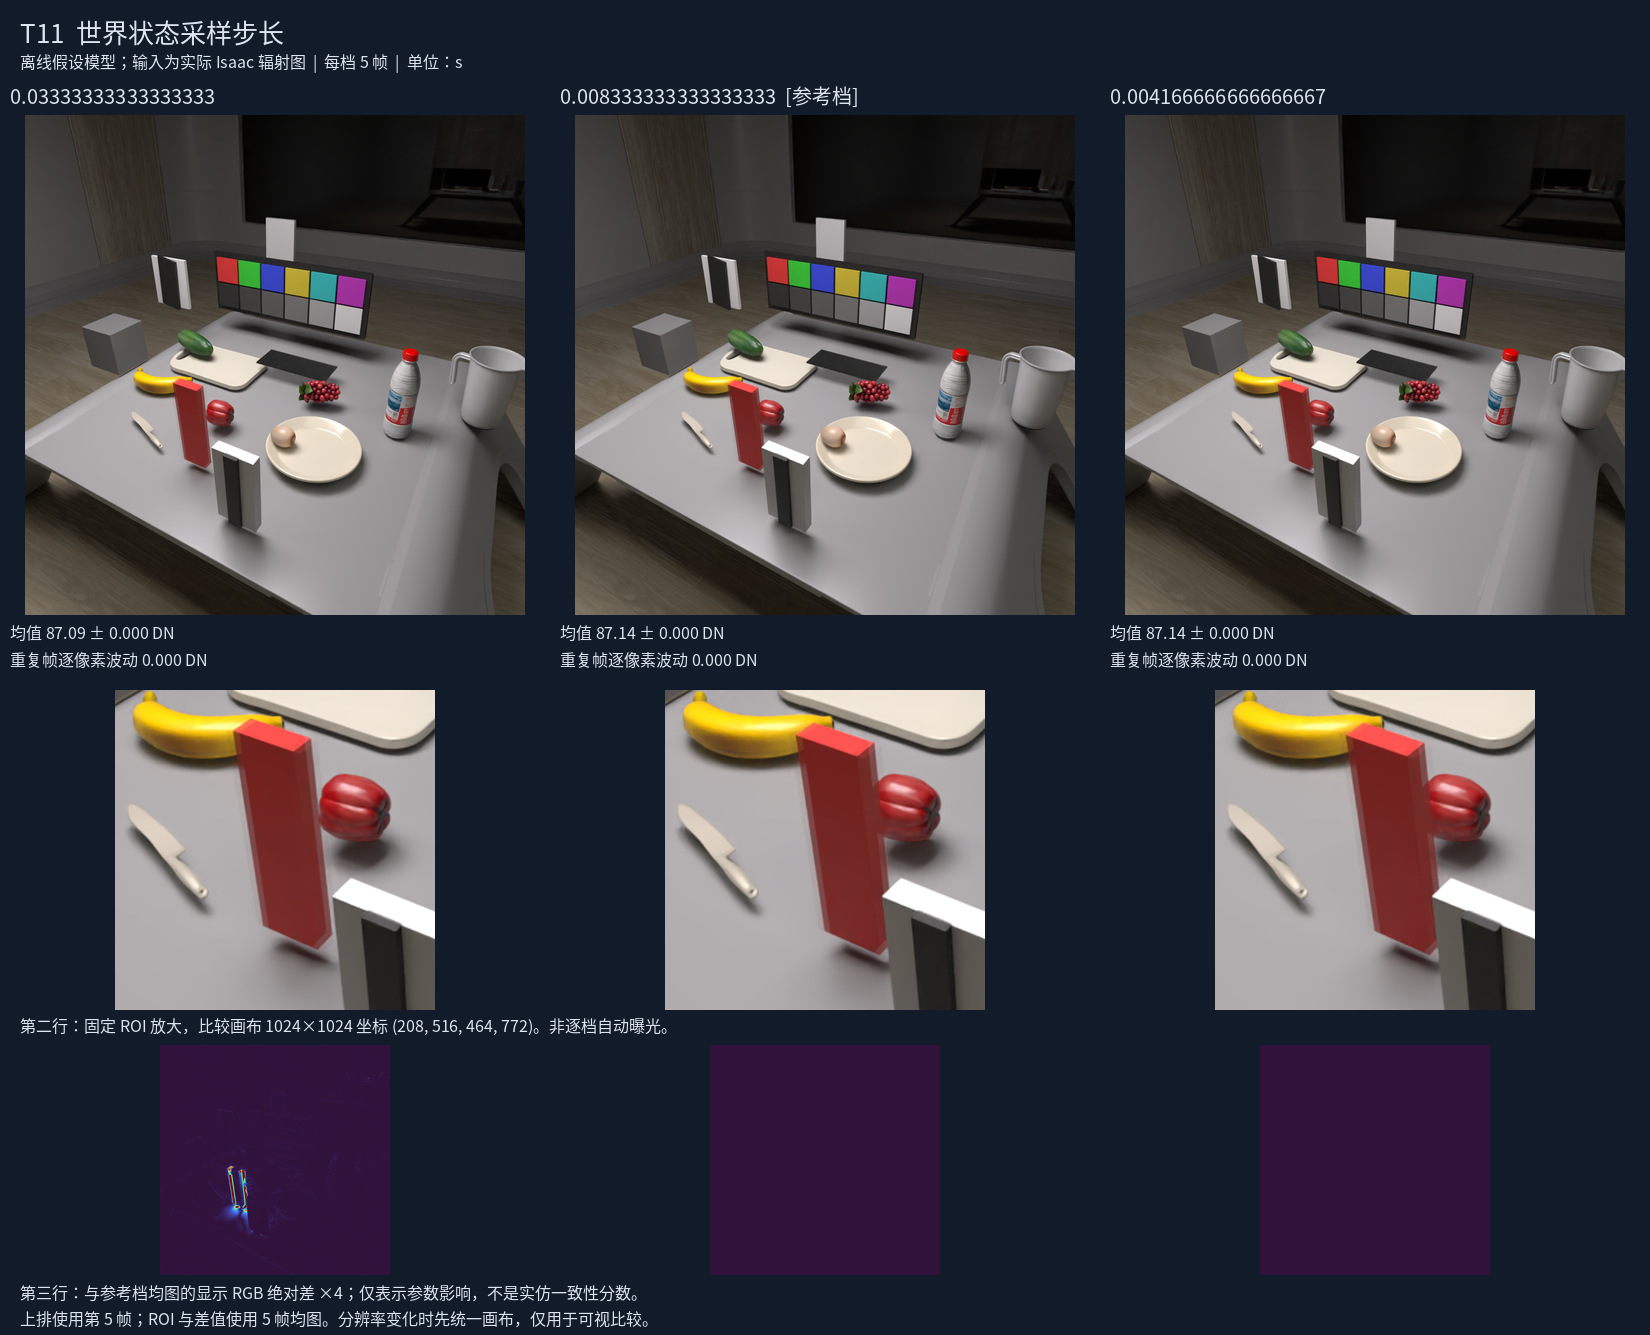 T11 世界状态采样步长
离线假设模型；输入为实际 Isaac 辐射图 | 每档 5 帧 | 单位：s
0.03333333333333333
0.008333333333333333 [参考档]
0.004166666666666667
均值 87.09 ± 0.000 DN
重复帧逐像素波动 0.000 DN
均值 87.14 ± 0.000 DN
重复帧逐像素波动 0.000 DN
均值 87.14 ± 0.000 DN
重复帧逐像素波动 0.000 DN
第二行：固定 ROI 放大，比较画布 1024×1024 坐标 (208, 516, 464, 772)。非逐档自动曝光。
第三行：与参考档均图的显示 RGB 绝对差 ×4；仅表示参数影响，不是实仿一致性分数。
上排使用第 5 帧；ROI 与差值使用 5 帧均图。分辨率变化时先统一画布，仅用于可视比较。